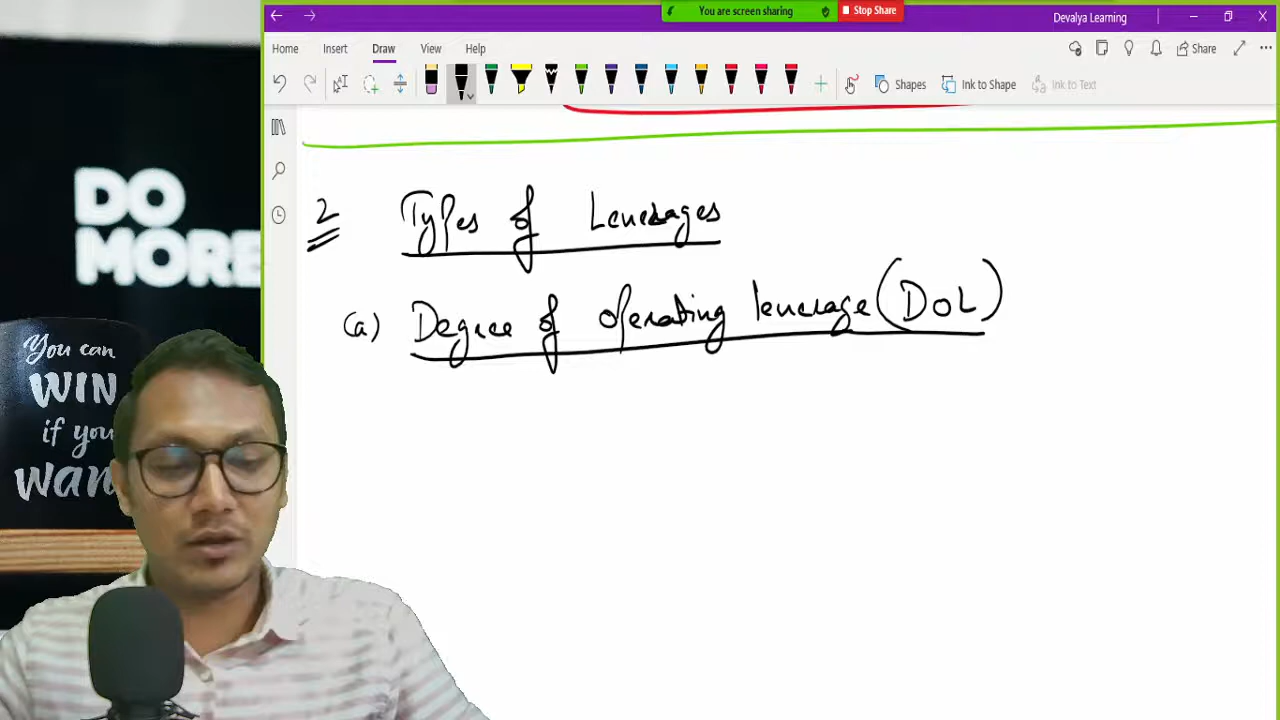 You are screen sharing
Stop Share
Devalya Learning
Home Insert Draw View Help
Share
Shapes
Ink to Shape
Ink to Text
DO
MORE
2 Types of Leverages
(a) Degree of operating leverage (DOL)
You can
WIN
if you
wan